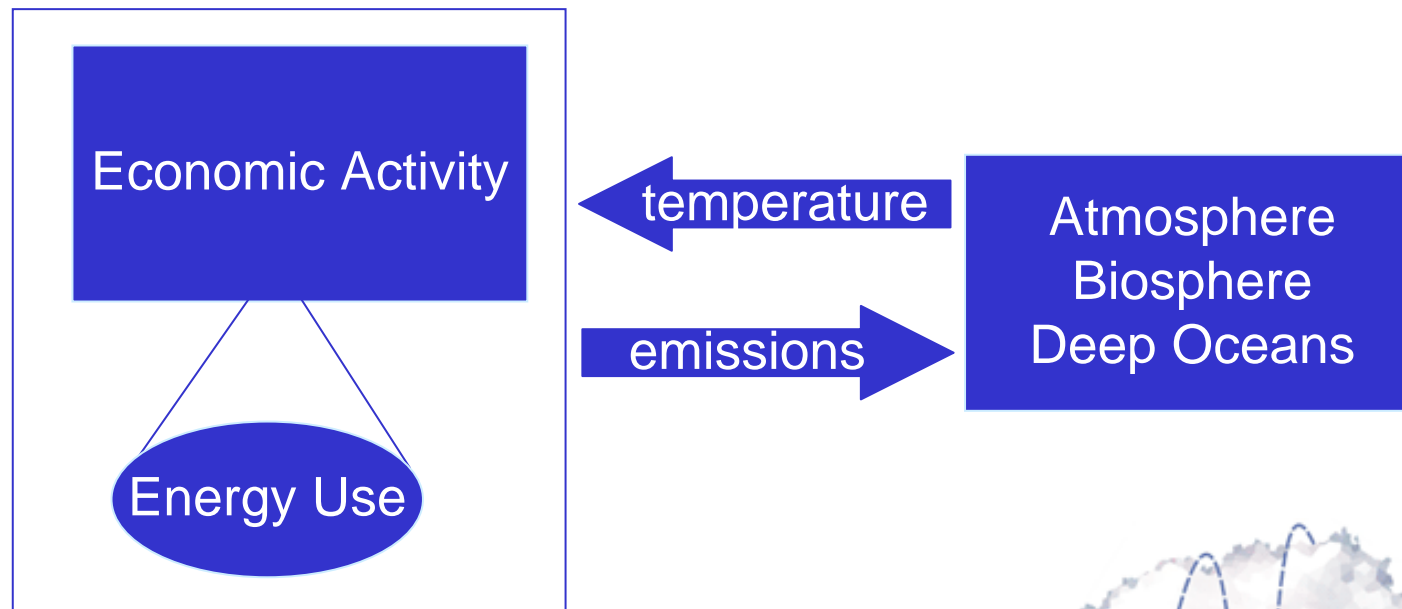 Economic Activity
temperature
Atmosphere
Biosphere
Deep Oceans
emissions
Energy Use